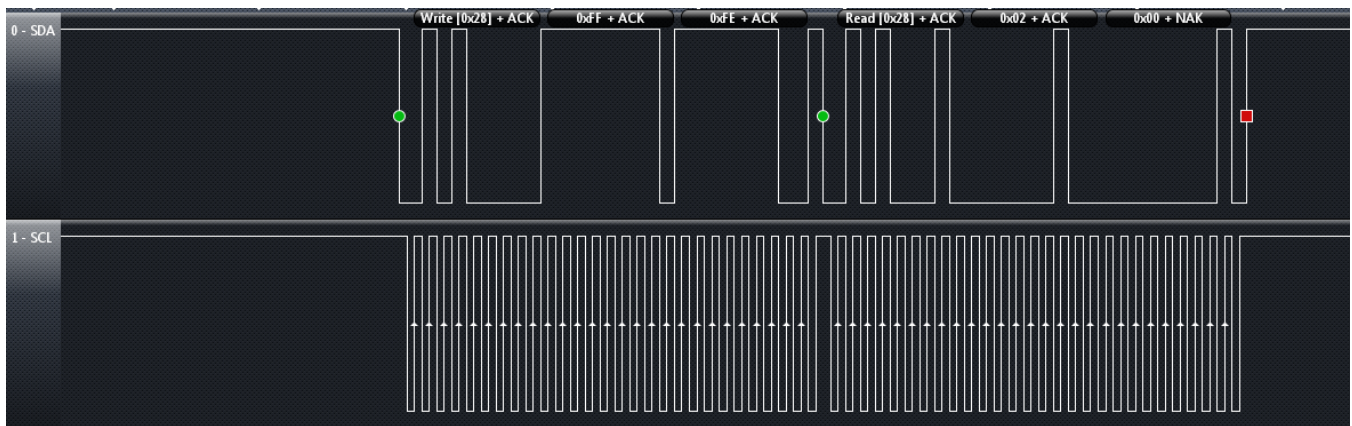 Write [0x28] + ACK 0xFF + ACK 0xFE + ACK Read [0x28] + ACK 0x02 + ACK 0x00 + NAK
0 - SDA
1 - SCL